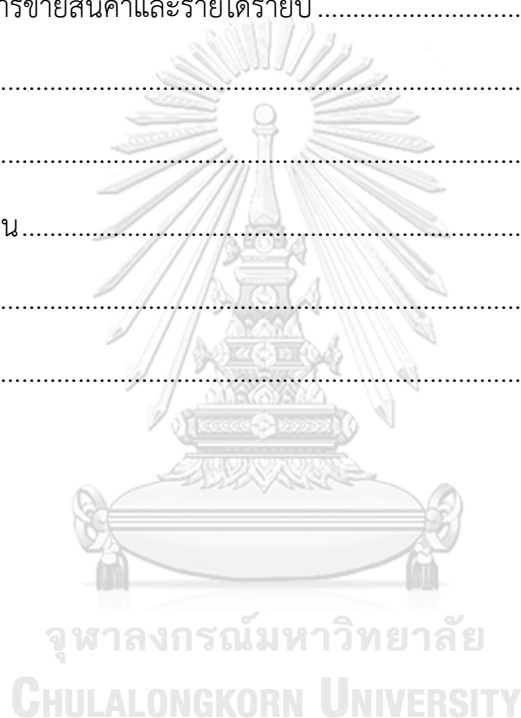 ารขายสินค้าและรายได้รายปี ..............................
................................................................................
................................................................................
น ..........................................................................
................................................................................
................................................................................
จุฬาลงกรณ์มหาวิทยาลัย
CHULALONGKORN UNIVERSITY